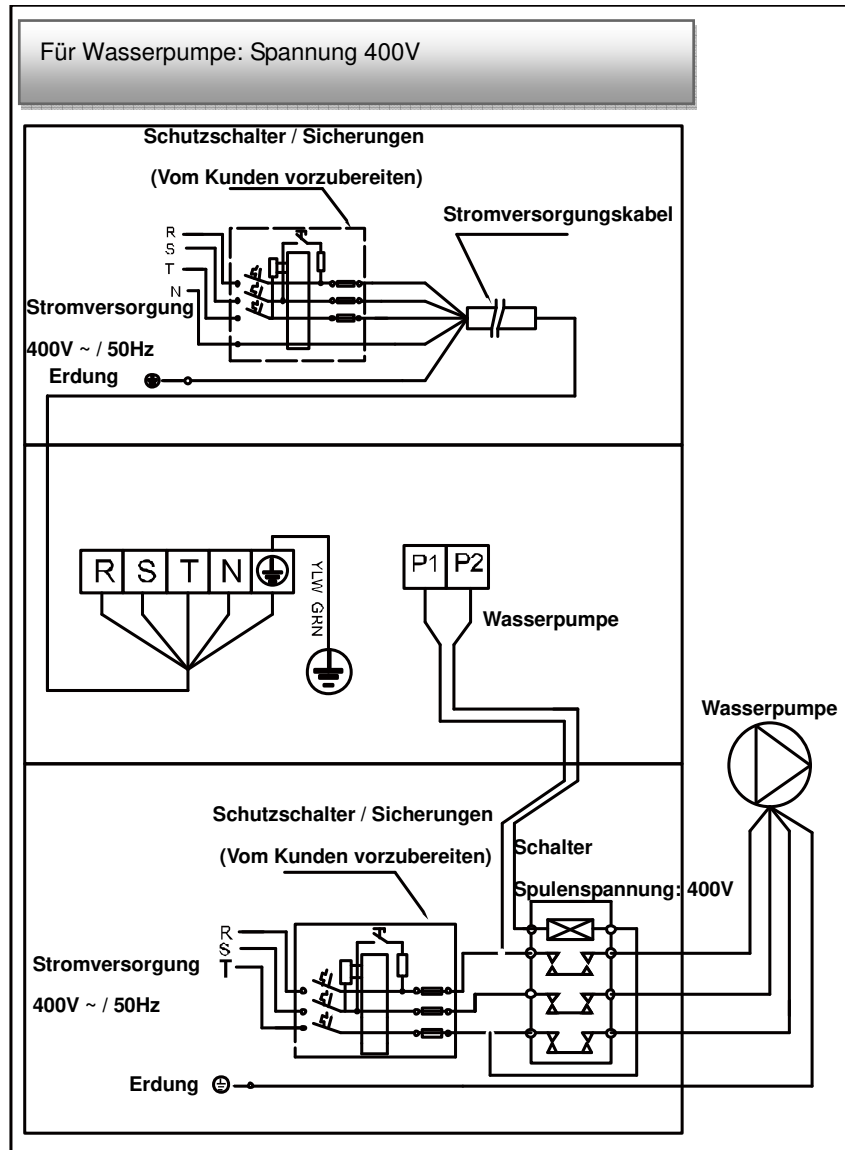 Für Wasserpumpe: Spannung 400V
Schutzschalter / Sicherungen
(Vom Kunden vorzubereiten)
Stromversorgungskabel
R
S
T
N
Stromversorgung
400V ~ / 50Hz
Erdung
R S T N
YLW GRN
P1 P2
Wasserpumpe
Wasserpumpe
Schutzschalter / Sicherungen
(Vom Kunden vorzubereiten)
Schalter
Spulenspannung: 400V
R
S
T
Stromversorgung
400V ~ / 50Hz
Erdung